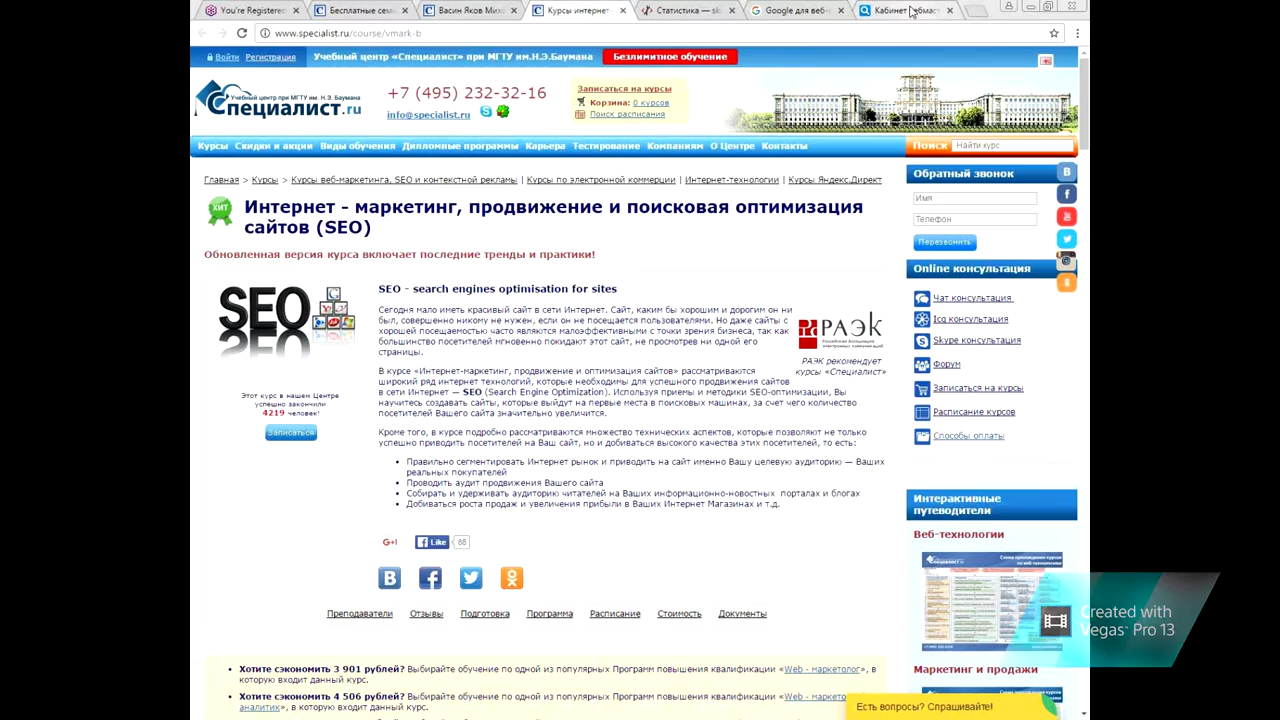 You're Registered
Бесплатные сем
Васин Яков Мих
Курсы интернет
Статистика — sk
Google для веб-
Кабинет вебмаст
www.specialist.ru/course/vmark-b
Войти Регистрация Учебный центр «Специалист» при МГТУ им.Н.Э.Баумана Безлимитное обучение
Учебный центр при МГТУ им. Н.Э. Баумана
Специалист.ru
+7 (495) 232-32-16
info@specialist.ru
Записаться на курсы
Корзина: 0 курсов
Поиск расписания
Курсы Скидки и акции Виды обучения Дипломные программы Карьера Тестирование Компаниям О Центре Контакты
Поиск Найти курс
Главная > Курсы > Курсы веб-маркетинга, SEO и контекстной рекламы | Курсы по электронной коммерции | Интернет-технологии | Курсы Яндекс.Директ
ХИТ
Интернет - маркетинг, продвижение и поисковая оптимизация
сайтов (SEO)
Обновленная версия курса включает последние тренды и практики!
SEO
Этот курс в нашем Центре
успешно закончили
4219 человек!
Записаться
SEO - search engines optimisation for sites
Сегодня мало иметь красивый сайт в сети Интернет. Сайт, каким бы хорошим и дорогим он ни
был, совершенно никому не нужен, если он не посещается пользователями. Но даже сайты с
хорошей посещаемостью часто являются малоэффективными с точки зрения бизнеса, так как
большинство посетителей мгновенно покидают этот сайт, не просмотрев ни одной его
страницы.
РАЭК
Российская Ассоциация
электронных коммуникаций
РАЭК рекомендует
курсы «Специалист»
В курсе «Интернет-маркетинг, продвижение и оптимизация сайтов» рассматриваются
широкий ряд интернет технологий, которые необходимы для успешного продвижения сайтов
в сети Интернет — SEO (Search Engine Optimization). Используя приемы и методики SEO-оптимизации, Вы
научитесь создавать сайты, которые выйдут на первые места в поисковых машинах, за счет чего количество
посетителей Вашего сайта значительно увеличится.
Кроме того, в курсе подробно рассматриваются множество технических аспектов, которые позволяют не только
успешно приводить посетителей на Ваш сайт, но и добиваться высокого качества этих посетителей, то есть:
• Правильно сегментировать Интернет рынок и приводить на сайт именно Вашу целевую аудиторию — Ваших
реальных покупателей
• Проводить аудит продвижения Вашего сайта
• Собирать и удерживать аудиторию читателей на Ваших информационно-новостных порталах и блогах
• Добиваться роста продаж и увеличения прибыли в Ваших Интернет Магазинах и т.д.
G+1 Like 88
Преподаватели Отзывы Подготовка Программа Расписание Стоимость Документы
• Хотите сэкономить 3 901 рублей? Выбирайте обучение по одной из популярных Программ повышения квалификации «Web - маркетолог», в
которую входит данный курс.
• Хотите сэкономить 4 506 рублей? Выбирайте обучение по одной из популярных Программ повышения квалификации «Web - маркето
аналитик», в которую входит данный курс.
Обратный звонок
Имя
Телефон
Перезвонить
Online консультация
Чат консультация
Icq консультация
Skype консультация
Форум
Записаться на курсы
Расписание курсов
Способы оплаты
Интерактивные
путеводители
Веб-технологии
Маркетинг и продажи
Created with
Vegas Pro 13
Есть вопросы? Спрашивайте!